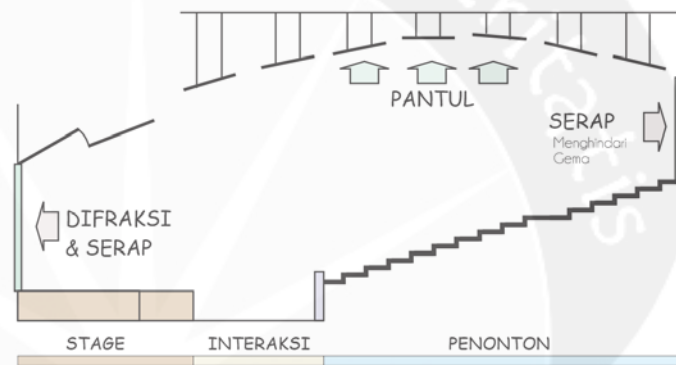 PANTUL
SERAP
Menghindari
Gema
DIFRAKSI
& SERAP
STAGE
INTERAKSI
PENONTON